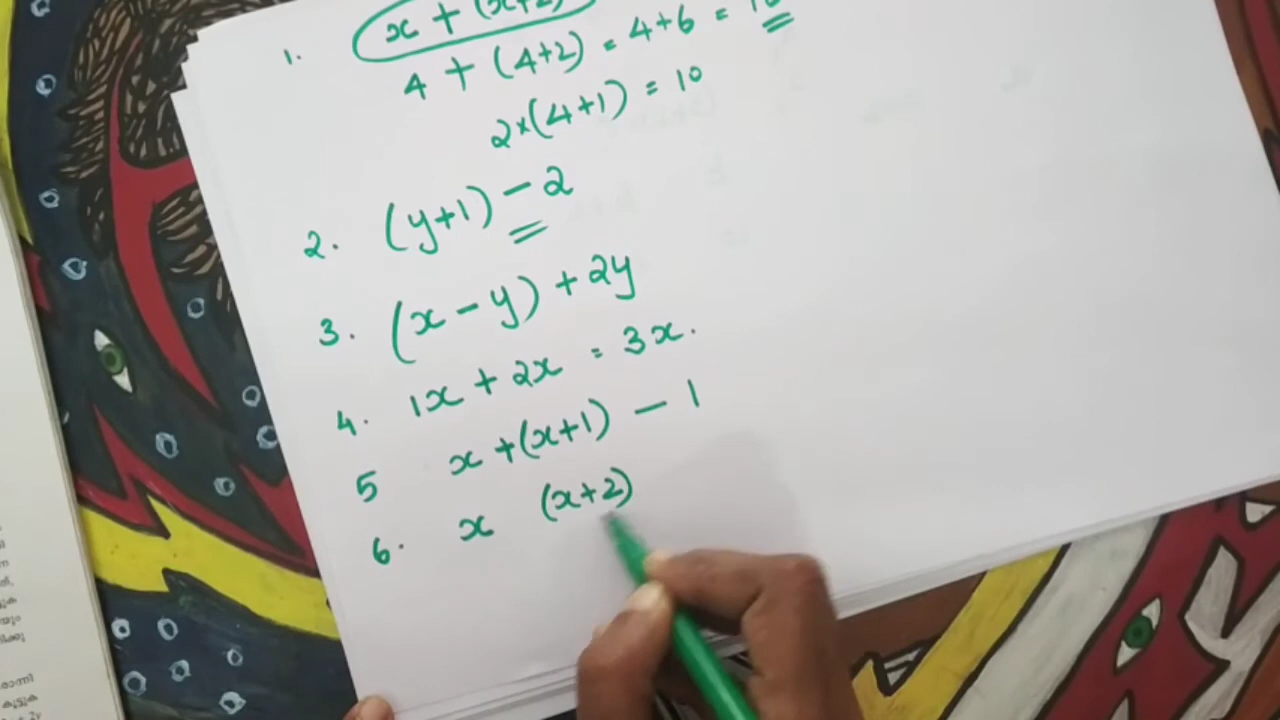 1. x + (x+2)
4 + (4+2) = 4+6 = 10
2×(4+1) = 10
2. (y+1) - 2
3. (x - y) + 2y
4. 1x + 2x = 3x.
5 x +(x+1) - 1
6. x (x+2)